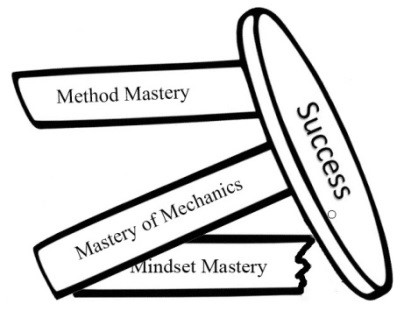 Method Mastery
Success
Mastery of Mechanics
Mindset Mastery